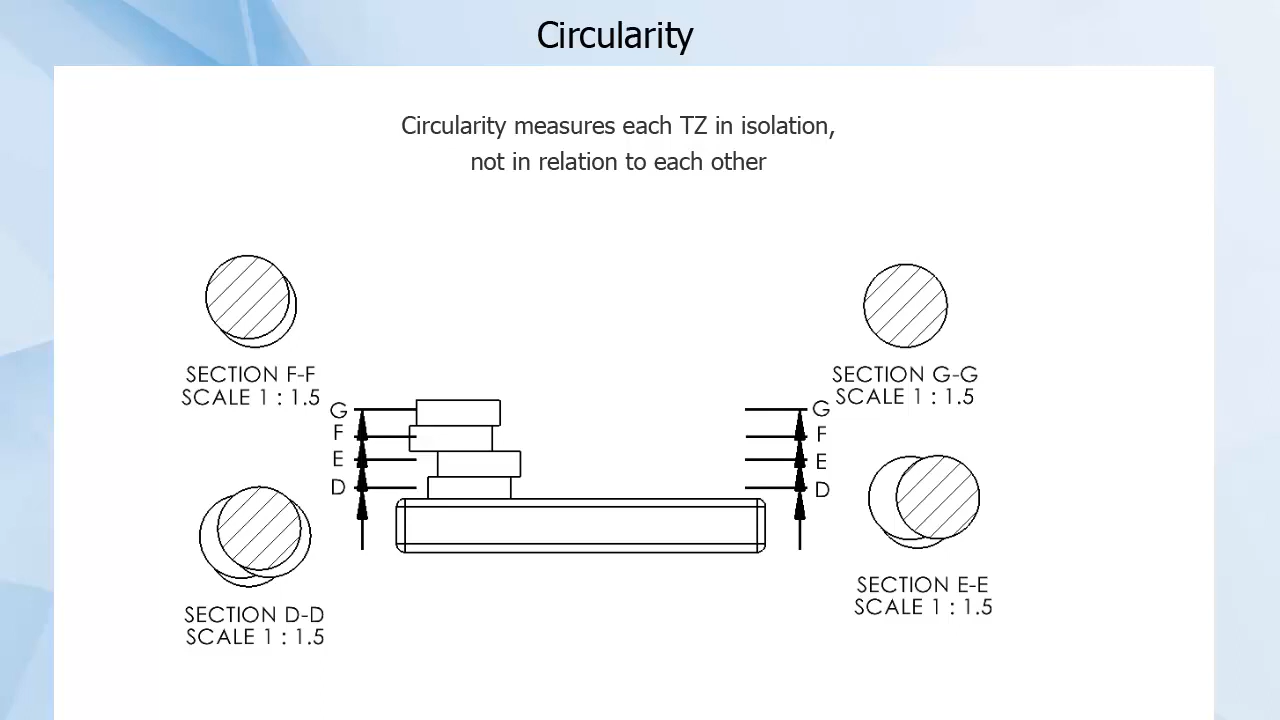 Circularity
Circularity measures each TZ in isolation,
not in relation to each other
SECTION F-F
SCALE 1 : 1.5
SECTION G-G
SCALE 1 : 1.5
G
F
E
D
G
F
E
D
SECTION D-D
SCALE 1 : 1.5
SECTION E-E
SCALE 1 : 1.5